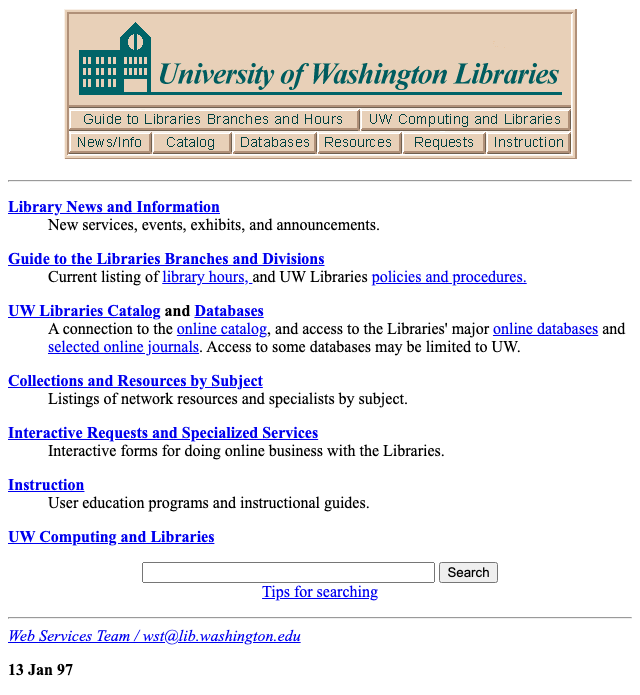 University of Washington Libraries
Guide to Libraries Branches and Hours UW Computing and Libraries
News/Info Catalog Databases Resources Requests Instruction
Library News and Information
New services, events, exhibits, and announcements.
Guide to the Libraries Branches and Divisions
Current listing of library hours, and UW Libraries policies and procedures.
UW Libraries Catalog and Databases
A connection to the online catalog, and access to the Libraries' major online databases and
selected online journals. Access to some databases may be limited to UW.
Collections and Resources by Subject
Listings of network resources and specialists by subject.
Interactive Requests and Specialized Services
Interactive forms for doing online business with the Libraries.
Instruction
User education programs and instructional guides.
UW Computing and Libraries
Search
Tips for searching
Web Services Team / wst@lib.washington.edu
13 Jan 97